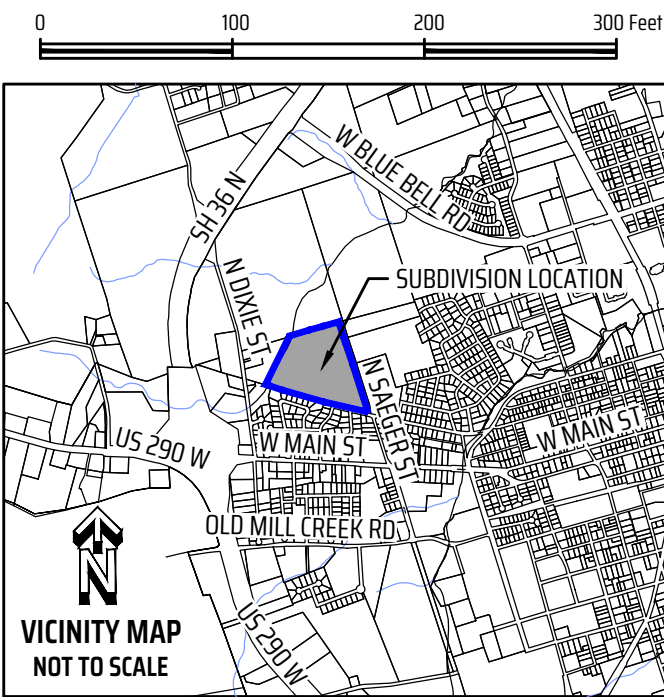 0 100 200 300 Feet
W BLUE BELL RD
SH 36 N
N DIXIE ST
SUBDIVISION LOCATION
N SAEGER ST
W MAIN ST
W MAIN ST
US 290 W
OLD MILL CREEK RD
N
US 290 W
VICINITY MAP
NOT TO SCALE